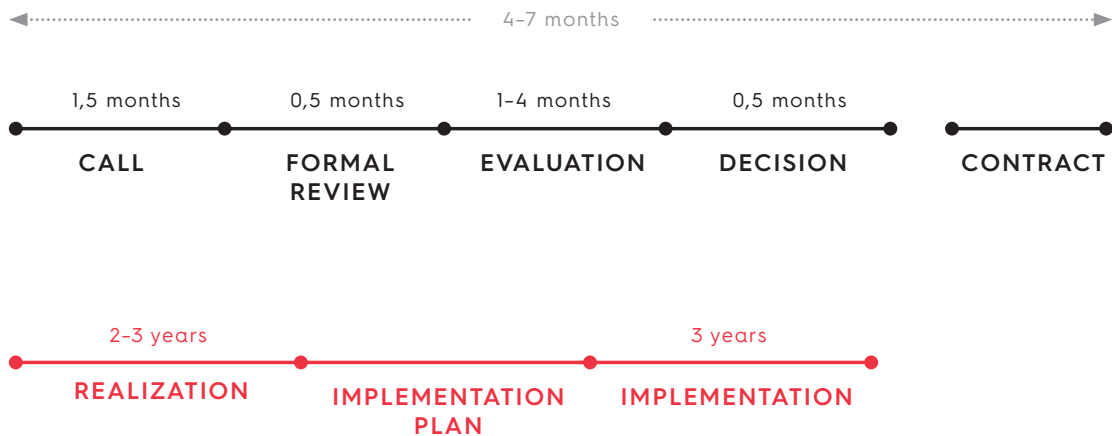 4–7 months
1,5 months
0,5 months
1–4 months
0,5 months
CALL
FORMAL
REVIEW
EVALUATION
DECISION
CONTRACT
2–3 years
3 years
REALIZATION
IMPLEMENTATION
PLAN
IMPLEMENTATION